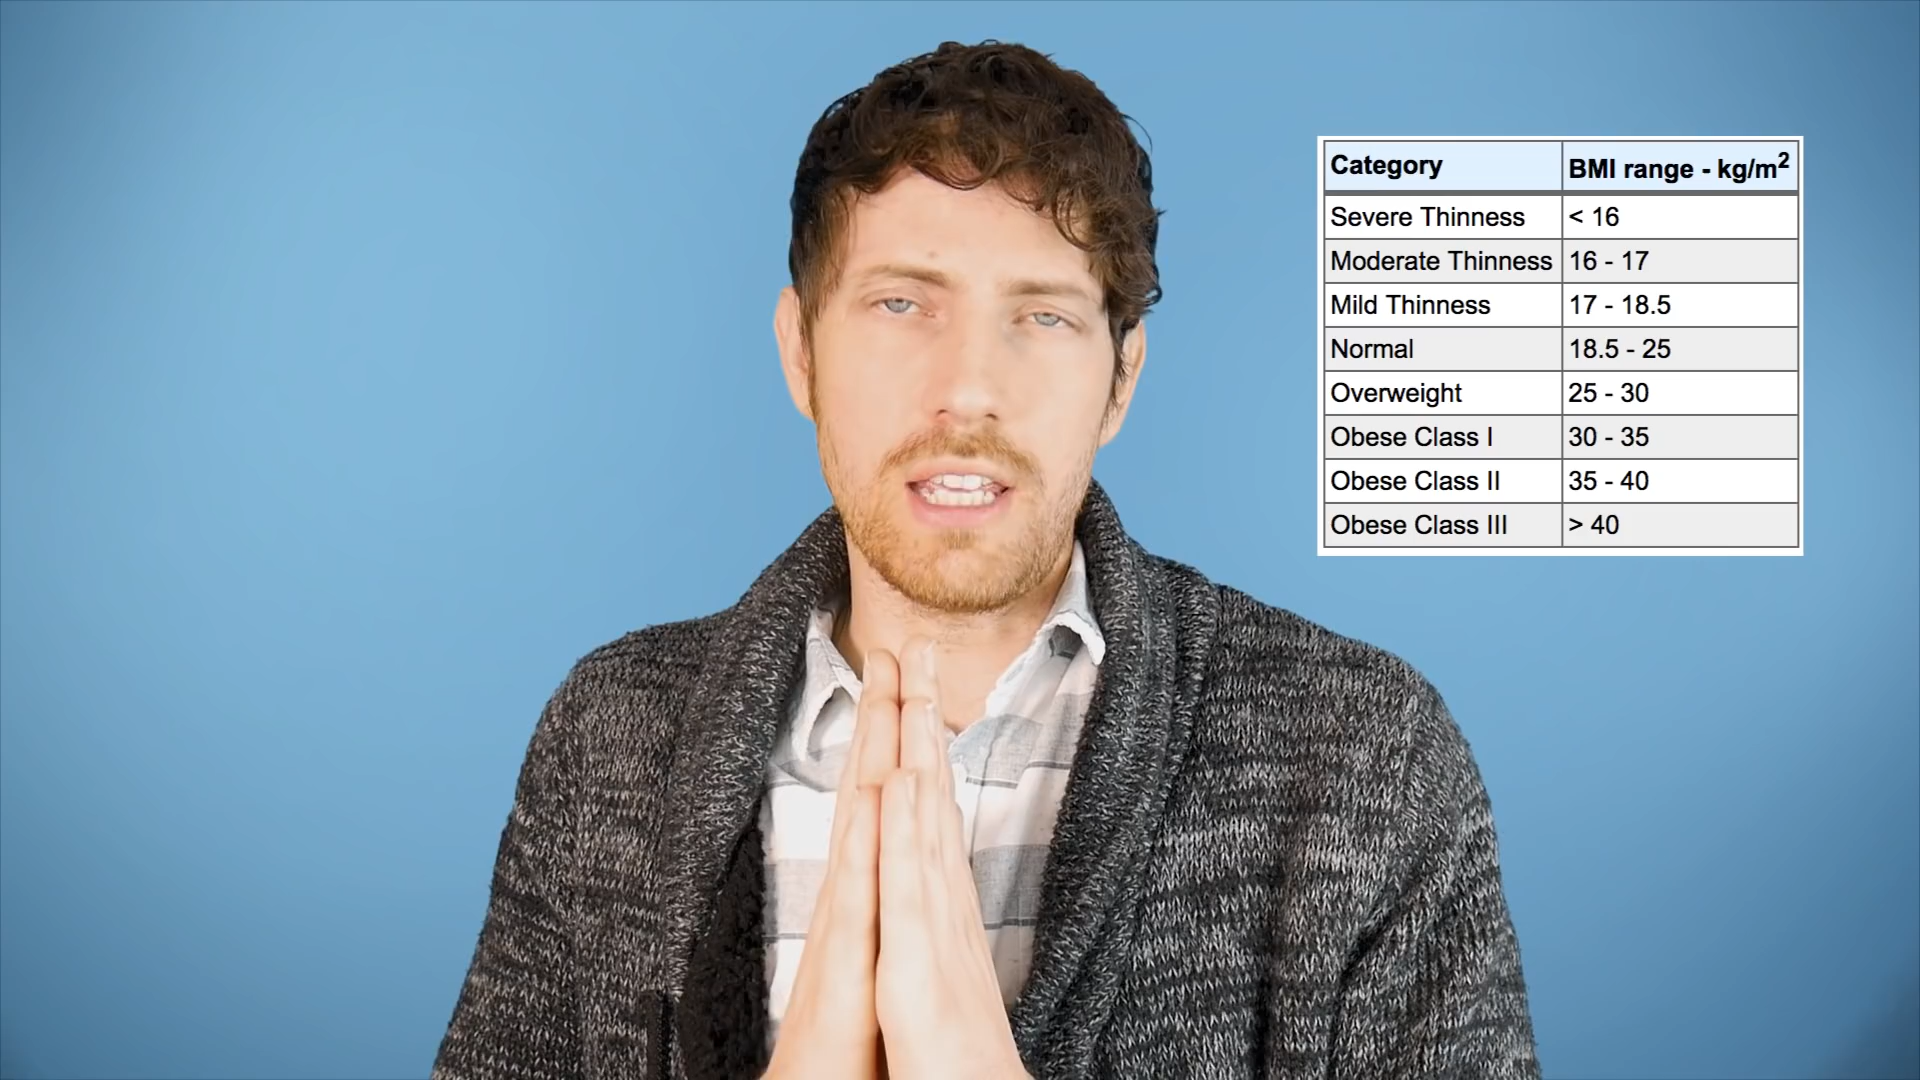 Category BMI range - kg/m²
Severe Thinness < 16
Moderate Thinness 16 - 17
Mild Thinness 17 - 18.5
Normal 18.5 - 25
Overweight 25 - 30
Obese Class I 30 - 35
Obese Class II 35 - 40
Obese Class III > 40